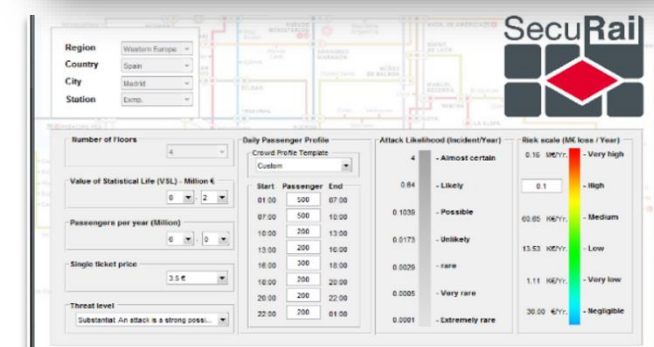 SecuRail
Region Western Europe
Country Spain
City Madrid
Station Exmp.
Number of floors
4
Value of Statistical Life (VSL) - Million €
6 . 2
Passengers per year (Million)
6 . 0
Single ticket price
3.5 €
Threat level
Substantial: An attack is a strong possi...
Daily Passenger Profile
Crowd Profile Template
Custom
Start Passenger End
01:00 500 07:00
07:00 500 10:00
10:00 200 13:00
13:00 200 16:00
16:00 300 18:00
18:00 200 20:00
20:00 200 22:00
22:00 200 01:00
Attack Likelihood (Incident/Year)
4 - Almost certain
0.64 - Likely
0.1039 - Possible
0.0173 - Unlikely
0.0029 - rare
0.0005 - Very rare
0.0001 - Extremely rare
Risk scale (M€ loss / Year)
0.16 M€/Yr. - Very high
0.1 - High
K€/Yr. - Medium
13.53 K€/Yr. - Low
1.11 K€/Yr. - Very low
30.00 €/Yr. - Negligible